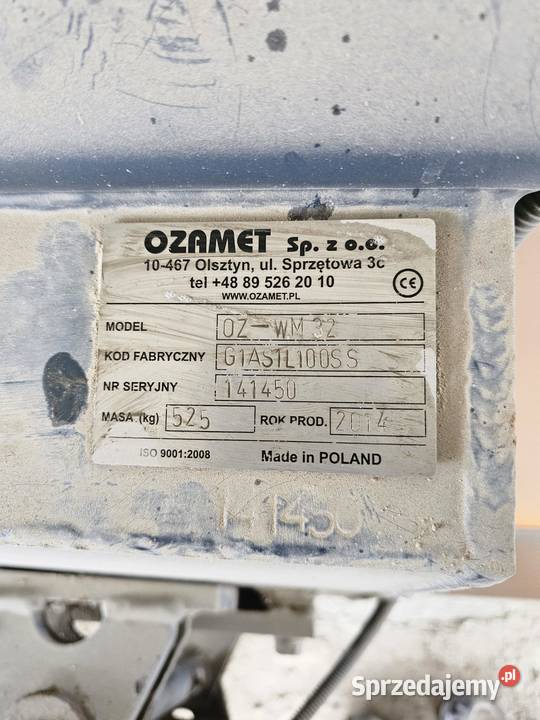 OZAMET Sp. z o.o.
10-467 Olsztyn, ul. Sprzętowa 3c
tel +48 89 526 20 10
WWW.OZAMET.PL
CE
MODEL OZ-WM 32
KOD FABRYCZNY G1AS1L100SS
NR SERYJNY 141450
MASA (kg) 525 ROK PROD. 2014
ISO 9001:2008 Made in POLAND
141450
Sprzedajemy.pl